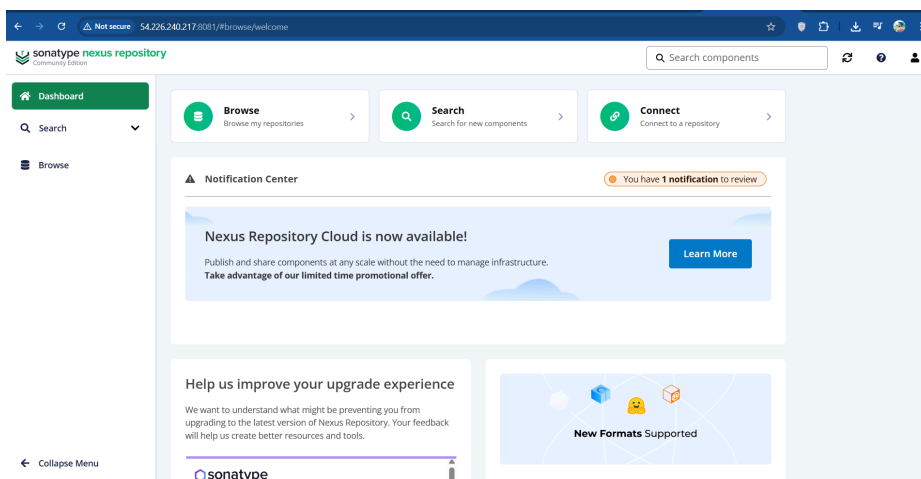 Not secure 54.226.240.217:8081/#browse/welcome
sonatype nexus repository
Community Edition
Search components
Dashboard
Search
Browse
Browse
Browse my repositories
Search
Search for new components
Connect
Connect to a repository
Notification Center
You have 1 notification to review
Nexus Repository Cloud is now available!
Publish and share components at any scale without the need to manage infrastructure.
Take advantage of our limited time promotional offer.
Learn More
Help us improve your upgrade experience
We want to understand what might be preventing you from
upgrading to the latest version of Nexus Repository. Your feedback
will help us create better resources and tools.
sonatype
New Formats Supported
Collapse Menu